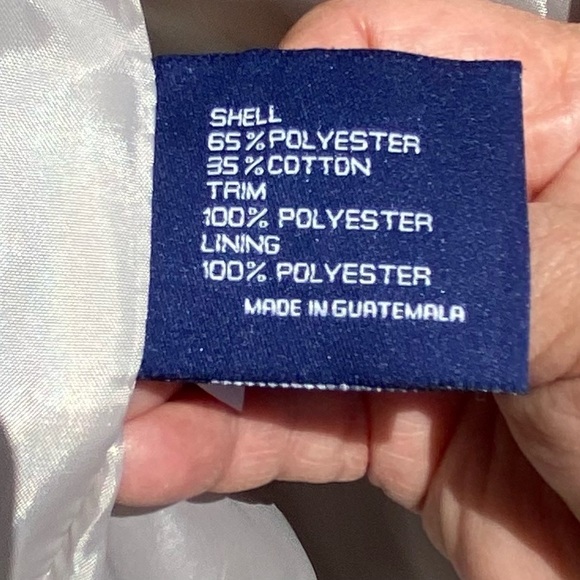 SHELL
65% POLYESTER
35% COTTON
TRIM
100% POLYESTER
LINING
100% POLYESTER
MADE IN GUATEMALA